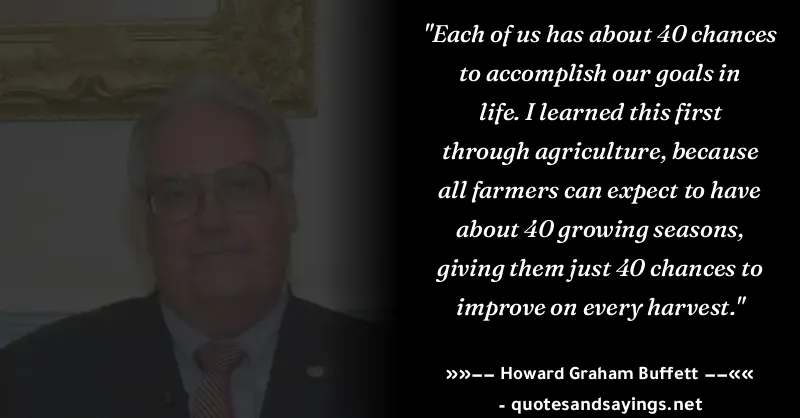 "Each of us has about 40 chances
to accomplish our goals in
life. I learned this first
through agriculture, because
all farmers can expect to have
about 40 growing seasons,
giving them just 40 chances to
improve on every harvest."
»»–– Howard Graham Buffett ––««
- quotesandsayings.net